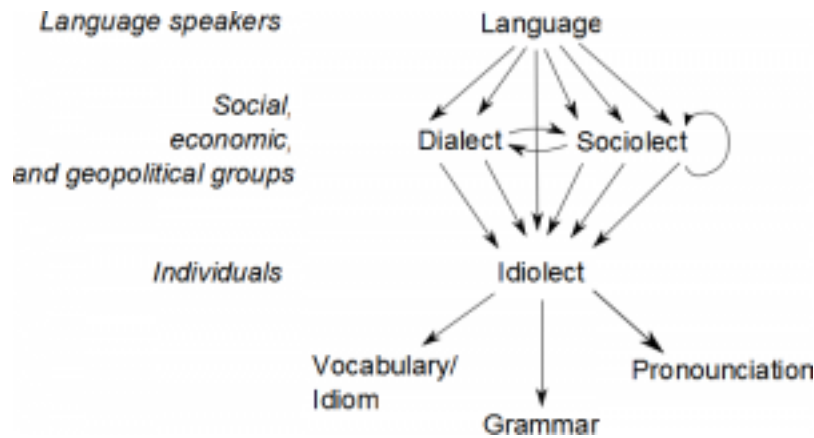 Language speakers Language
Social,
economic,
and geopolitical groups
Dialect Sociolect
Individuals Idiolect
Vocabulary/
Idiom
Pronounciation
Grammar